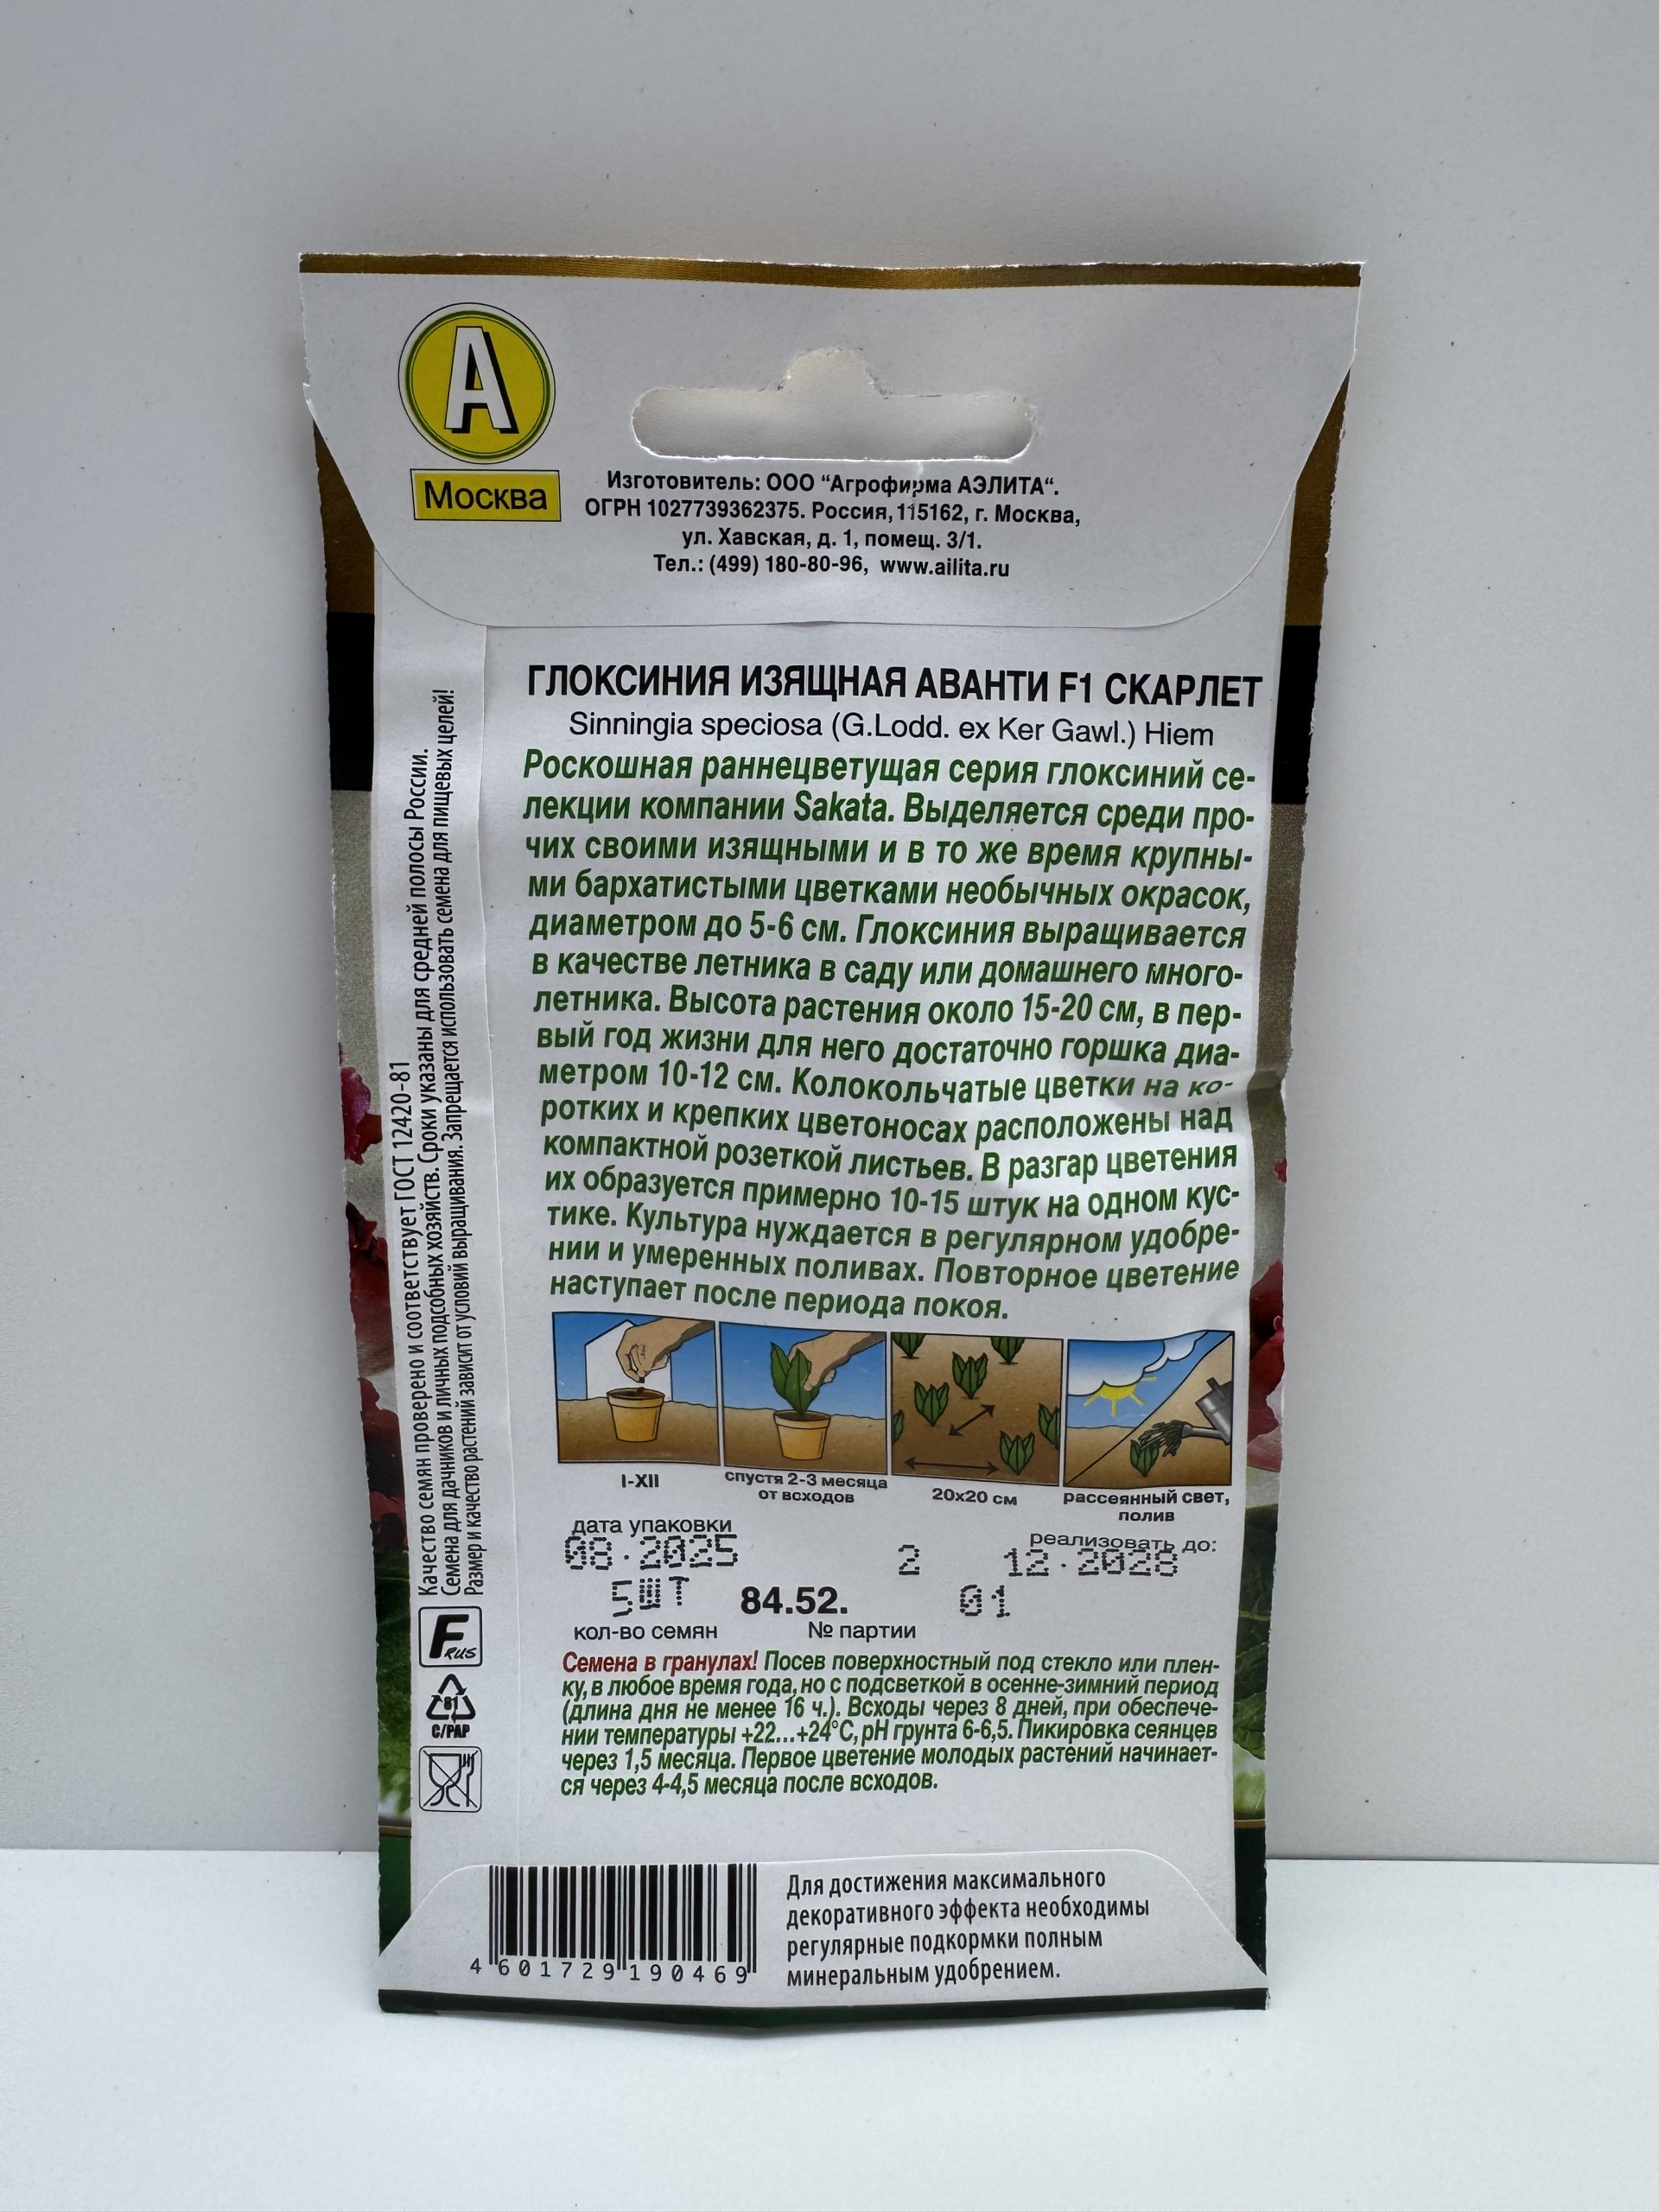 А
Москва
Изготовитель: ООО “Агрофирма АЭЛИТА“.
ОГРН 1027739362375. Россия, 115162, г. Москва,
ул. Хавская, д. 1, помещ. 3/1.
Тел.: (499) 180-80-96, www.ailita.ru
ГЛОКСИНИЯ ИЗЯЩНАЯ АВАНТИ F1 СКАРЛЕТ
Sinningia speciosa (G.Lodd. ex Ker Gawl.) Hiem
Роскошная раннецветущая серия глоксиний се-
лекции компании Sakata. Выделяется среди про-
чих своими изящными и в то же время крупны-
ми бархатистыми цветками необычных окрасок,
диаметром до 5-6 см. Глоксиния выращивается
в качестве летника в саду или домашнего много-
летника. Высота растения около 15-20 см, в пер-
вый год жизни для него достаточно горшка диа-
метром 10-12 см. Колокольчатые цветки на ко-
ротких и крепких цветоносах расположены над
компактной розеткой листьев. В разгар цветения
их образуется примерно 10-15 штук на одном кус-
тике. Культура нуждается в регулярном удобре-
нии и умеренных поливах. Повторное цветение
наступает после периода покоя.
I-XII
спустя 2-3 месяца
от всходов
20х20 см
рассеянный свет,
полив
дата упаковки
08.2025
2
реализовать до:
12.2028
5ШТ
84.52.
01
кол-во семян
№ партии
Семена в гранулах! Посев поверхностный под стекло или плен-
ку, в любое время года, но с подсветкой в осенне-зимний период
(длина дня не менее 16 ч.). Всходы через 8 дней, при обеспече-
нии температуры +22...+24°С, рН грунта 6-6,5. Пикировка сеянцев
через 1,5 месяца. Первое цветение молодых растений начинает-
ся через 4-4,5 месяца после всходов.
Качество семян проверено и соответствует ГОСТ 12420-81
Семена для дачников и личных подсобных хозяйств. Сроки указаны для средней полосы России.
Размер и качество растений зависит от условий выращивания. Запрещается использовать семена для пищевых целей!
F RUS
81
C/PAP
4 601729 190469
Для достижения максимального
декоративного эффекта необходимы
регулярные подкормки полным
минеральным удобрением.